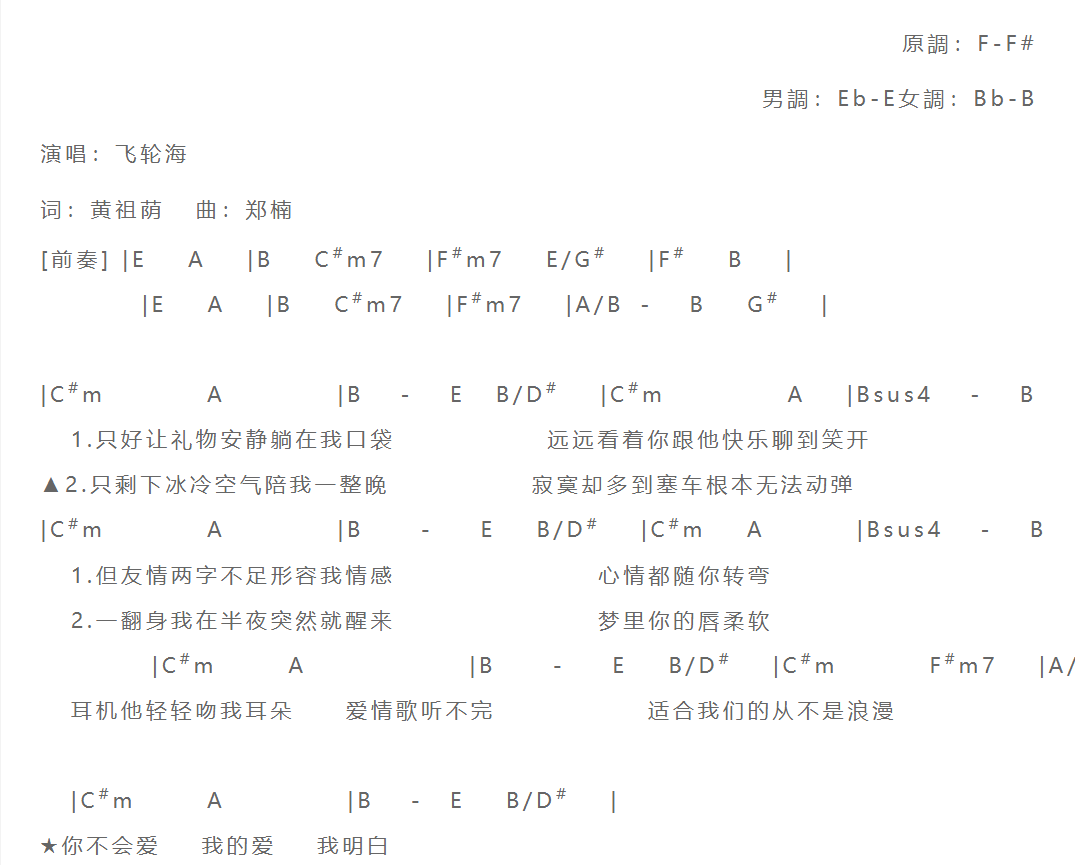 原調：F-F#
男調：Eb-E女調：Bb-B
演唱：飞轮海
词：黄祖荫 曲：郑楠
[前奏] |E A |B C#m7 |F#m7 E/G# |F# B |
|E A |B C#m7 |F#m7 |A/B - B G# |
|C#m A |B - E B/D# |C#m A |Bsus4 - B
1.只好让礼物安静躺在我口袋 远远看着你跟他快乐聊到笑开
▲2.只剩下冰冷空气陪我一整晚 寂寞却多到塞车根本无法动弹
|C#m A |B - E B/D# |C#m A |Bsus4 - B
1.但友情两字不足形容我情感 心情都随你转弯
2.一翻身我在半夜突然就醒来 梦里你的唇柔软
|C#m A |B - E B/D# |C#m F#m7 |A/
耳机他轻轻吻我耳朵 爱情歌听不完 适合我们的从不是浪漫
|C#m A |B - E B/D# |
★你不会爱 我的爱 我明白